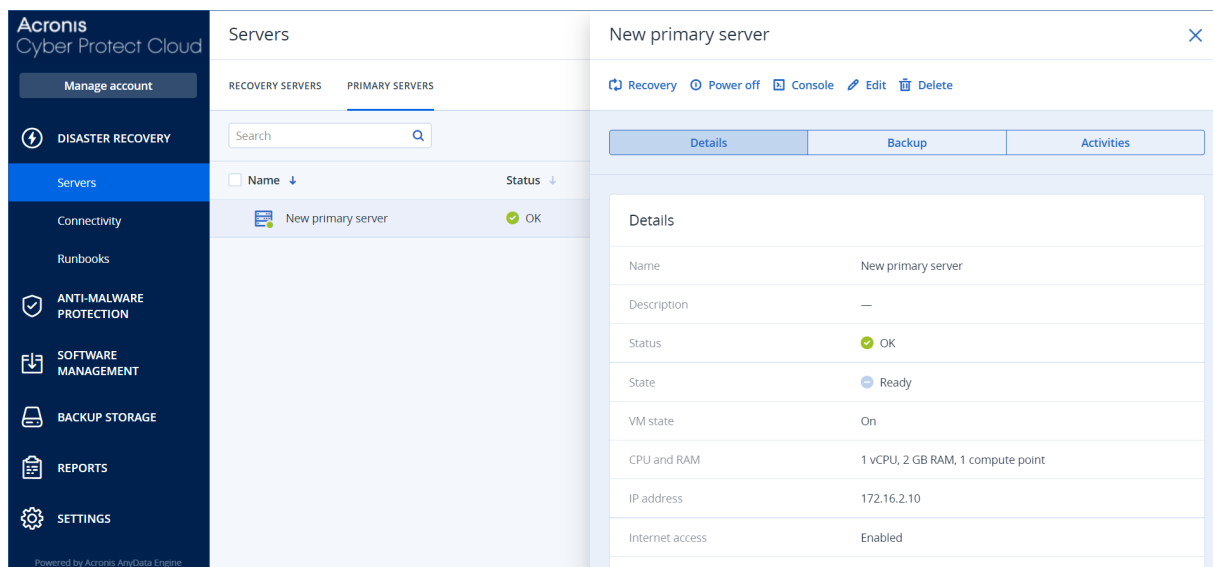 Acronis
Cyber Protect Cloud
Manage account
DISASTER RECOVERY
Servers
Connectivity
Runbooks
ANTI-MALWARE
PROTECTION
SOFTWARE
MANAGEMENT
BACKUP STORAGE
REPORTS
SETTINGS
Powered by Acronis AnyData Engine
Servers
RECOVERY SERVERS PRIMARY SERVERS
Search
Name Status
New primary server OK
New primary server
Recovery Power off Console Edit Delete
Details Backup Activities
Details
Name New primary server
Description —
Status OK
State Ready
VM state On
CPU and RAM 1 vCPU, 2 GB RAM, 1 compute point
IP address 172.16.2.10
Internet access Enabled